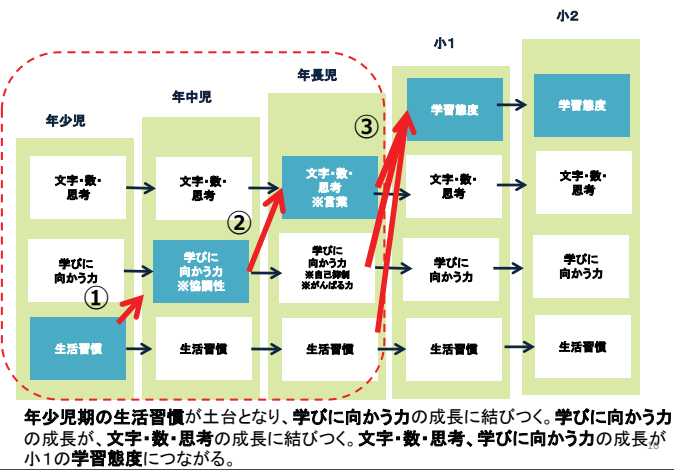 小2
小1
年長児
年中児
年少児
③
学習態度
学習態度
文字・数・
思考
文字・数・
思考
文字・数・
思考
※言葉
文字・数・
思考
文字・数・
思考
②
学びに
向かう力
学びに
向かう力
※協調性
学びに
向かう力
※自己抑制
※がんばる力
学びに
向かう力
学びに
向かう力
①
生活習慣
生活習慣
生活習慣
生活習慣
生活習慣
年少児期の生活習慣が土台となり、学びに向かう力の成長に結びつく。学びに向かう力
の成長が、文字・数・思考の成長に結びつく。文字・数・思考、学びに向かう力の成長が
小1の学習態度につながる。